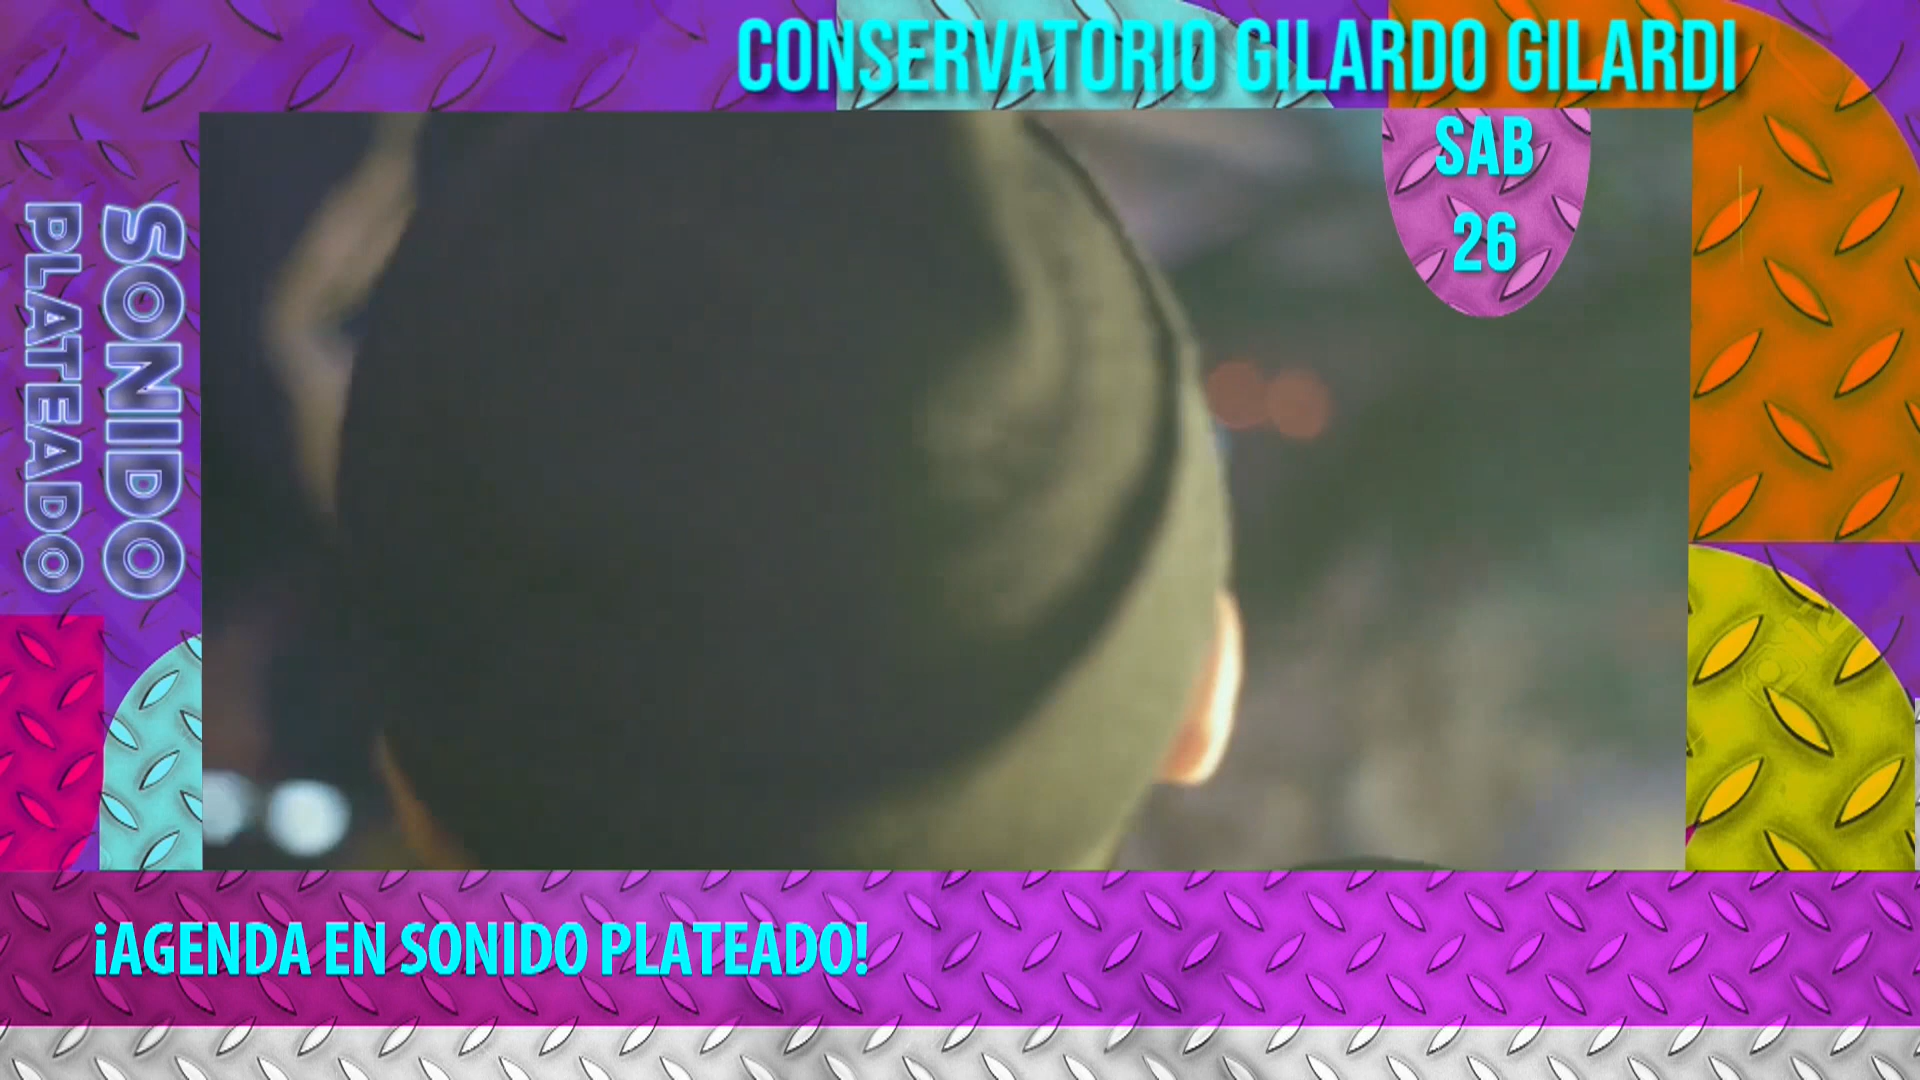 CONSERVATORIO GILARDO GILARDI
SAB
26
SONIDO
PLATEADO
¡AGENDA EN SONIDO PLATEADO!